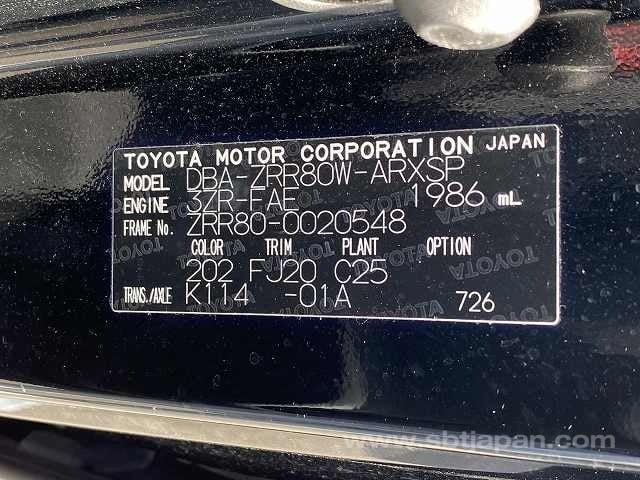 TOYOTA MOTOR CORPORATION JAPAN
MODEL DBA-ZRR80W-ARXSP
ENGINE 3ZR-FAE 1986 mL
FRAME No. ZRR80-0020548
COLOR TRIM PLANT OPTION
202 FJ20 C25
TRANS./AXLE K114 -01A 726
www.sbtjapan.com